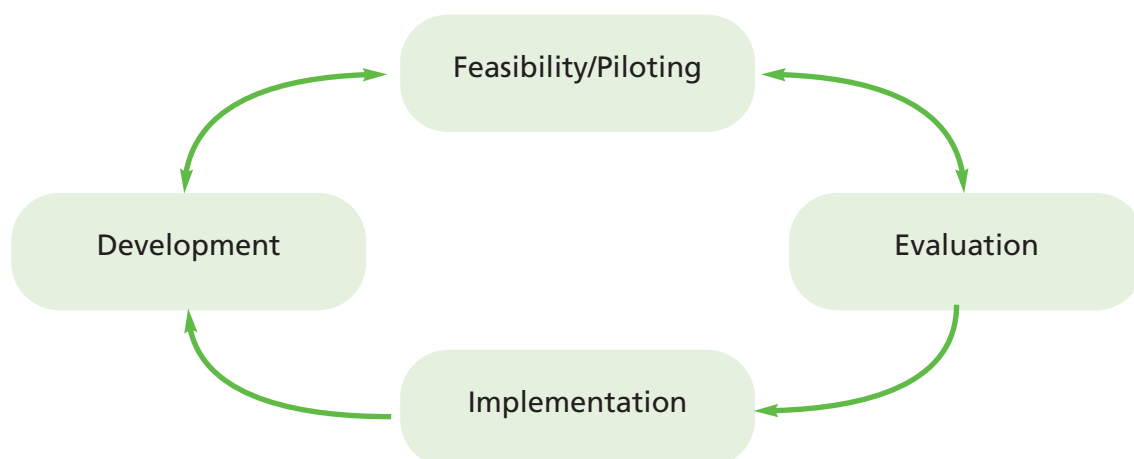 Feasibility/Piloting
Development
Evaluation
Implementation